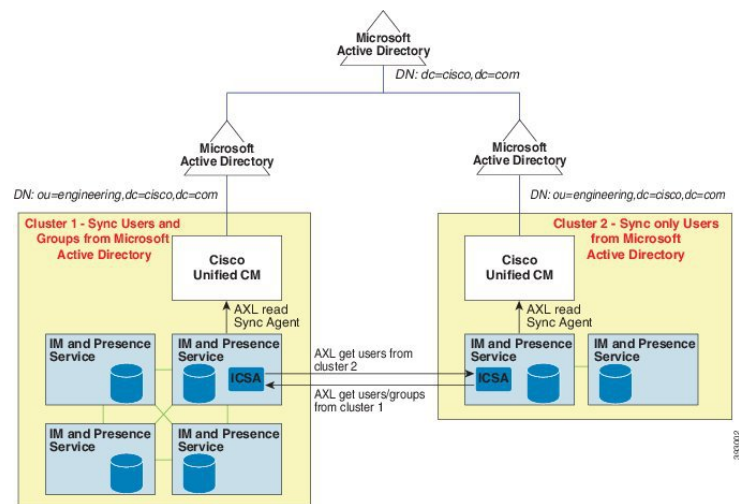 Microsoft
Active Directory
DN: dc=cisco,dc=com
Microsoft
Active Directory
Microsoft
Active Directory
DN: ou=engineering,dc=cisco,dc=com
DN: ou=engineering,dc=cisco,dc=com
Cluster 1 - Sync Users and
Groups from Microsoft
Active Directory
Cisco
Unified CM
AXL read
Sync Agent
IM and Presence
Service
IM and Presence
Service
ICSA
IM and Presence
Service
IM and Presence
Service
AXL get users from
cluster 2
AXL get users/groups
from cluster 1
Cluster 2 - Sync only Users
from Microsoft
Active Directory
Cisco
Unified CM
AXL read
Sync Agent
IM and Presence
Service
ICSA
IM and Presence
Service
393002